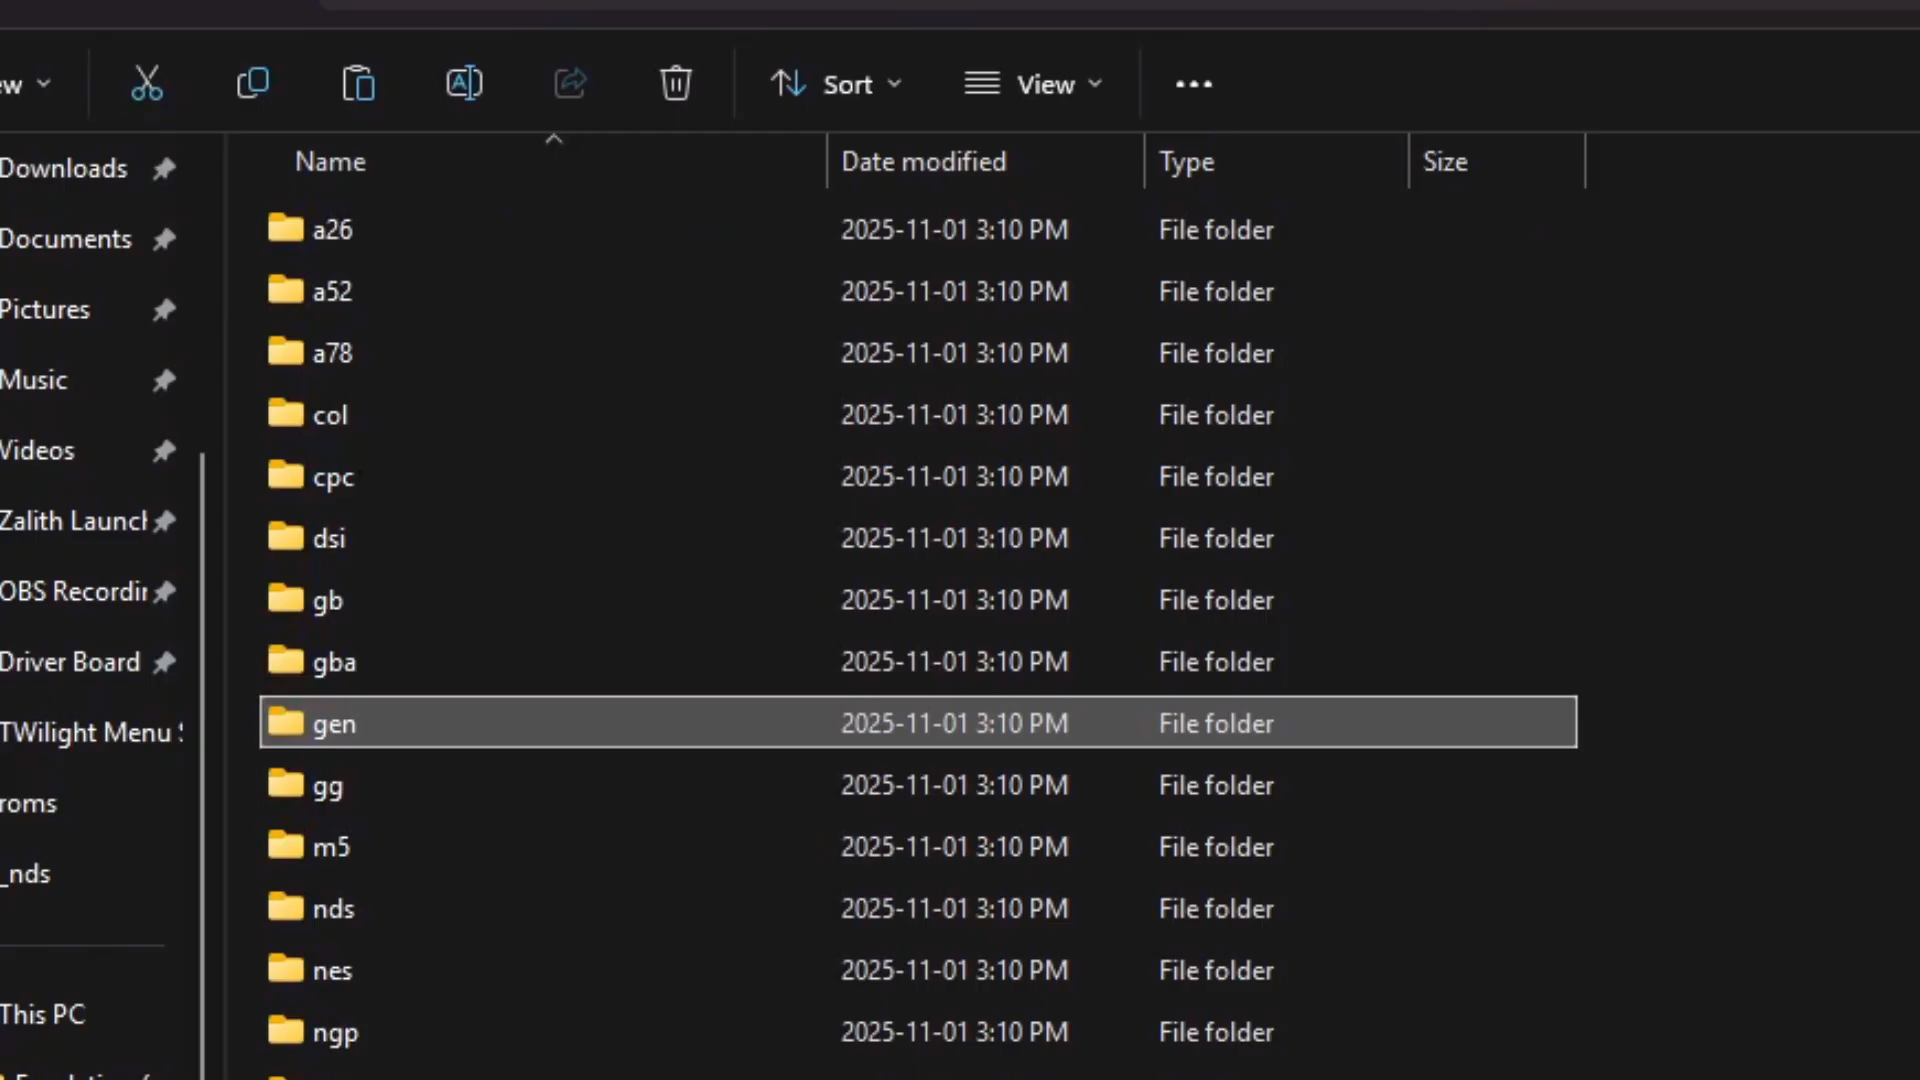 ew Sort View
Name Date modified Type Size
Downloads
Documents
Pictures
Music
Videos
Zalith Launch
OBS Recordin
Driver Board
TWilight Menu
roms
_nds
This PC
a26 2025-11-01 3:10 PM File folder
a52 2025-11-01 3:10 PM File folder
a78 2025-11-01 3:10 PM File folder
col 2025-11-01 3:10 PM File folder
cpc 2025-11-01 3:10 PM File folder
dsi 2025-11-01 3:10 PM File folder
gb 2025-11-01 3:10 PM File folder
gba 2025-11-01 3:10 PM File folder
gen 2025-11-01 3:10 PM File folder
gg 2025-11-01 3:10 PM File folder
m5 2025-11-01 3:10 PM File folder
nds 2025-11-01 3:10 PM File folder
nes 2025-11-01 3:10 PM File folder
ngp 2025-11-01 3:10 PM File folder